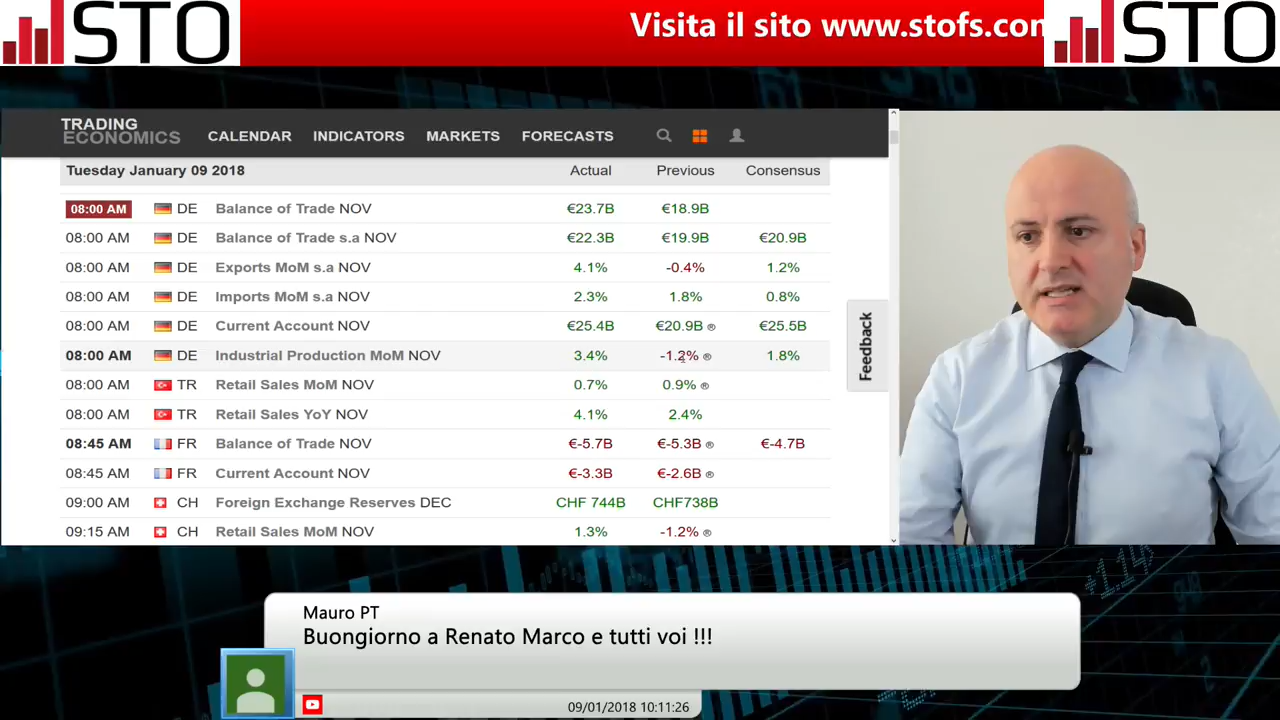 STO
Visita il sito www.stofs.com
STO
TRADING
ECONOMICS
CALENDAR INDICATORS MARKETS FORECASTS
Tuesday January 09 2018 Actual Previous Consensus
08:00 AM DE Balance of Trade NOV €23.7B €18.9B
08:00 AM DE Balance of Trade s.a NOV €22.3B €19.9B €20.9B
08:00 AM DE Exports MoM s.a NOV 4.1% -0.4% 1.2%
08:00 AM DE Imports MoM s.a NOV 2.3% 1.8% 0.8%
08:00 AM DE Current Account NOV €25.4B €20.9B ® €25.5B
08:00 AM DE Industrial Production MoM NOV 3.4% -1.2% ® 1.8%
08:00 AM TR Retail Sales MoM NOV 0.7% 0.9% ®
08:00 AM TR Retail Sales YoY NOV 4.1% 2.4%
08:45 AM FR Balance of Trade NOV €-5.7B €-5.3B ® €-4.7B
08:45 AM FR Current Account NOV €-3.3B €-2.6B ®
09:00 AM CH Foreign Exchange Reserves DEC CHF 744B CHF738B
09:15 AM CH Retail Sales MoM NOV 1.3% -1.2% ®
Feedback
+1.14
Mauro PT
Buongiorno a Renato Marco e tutti voi !!!
09/01/2018 10:11:26